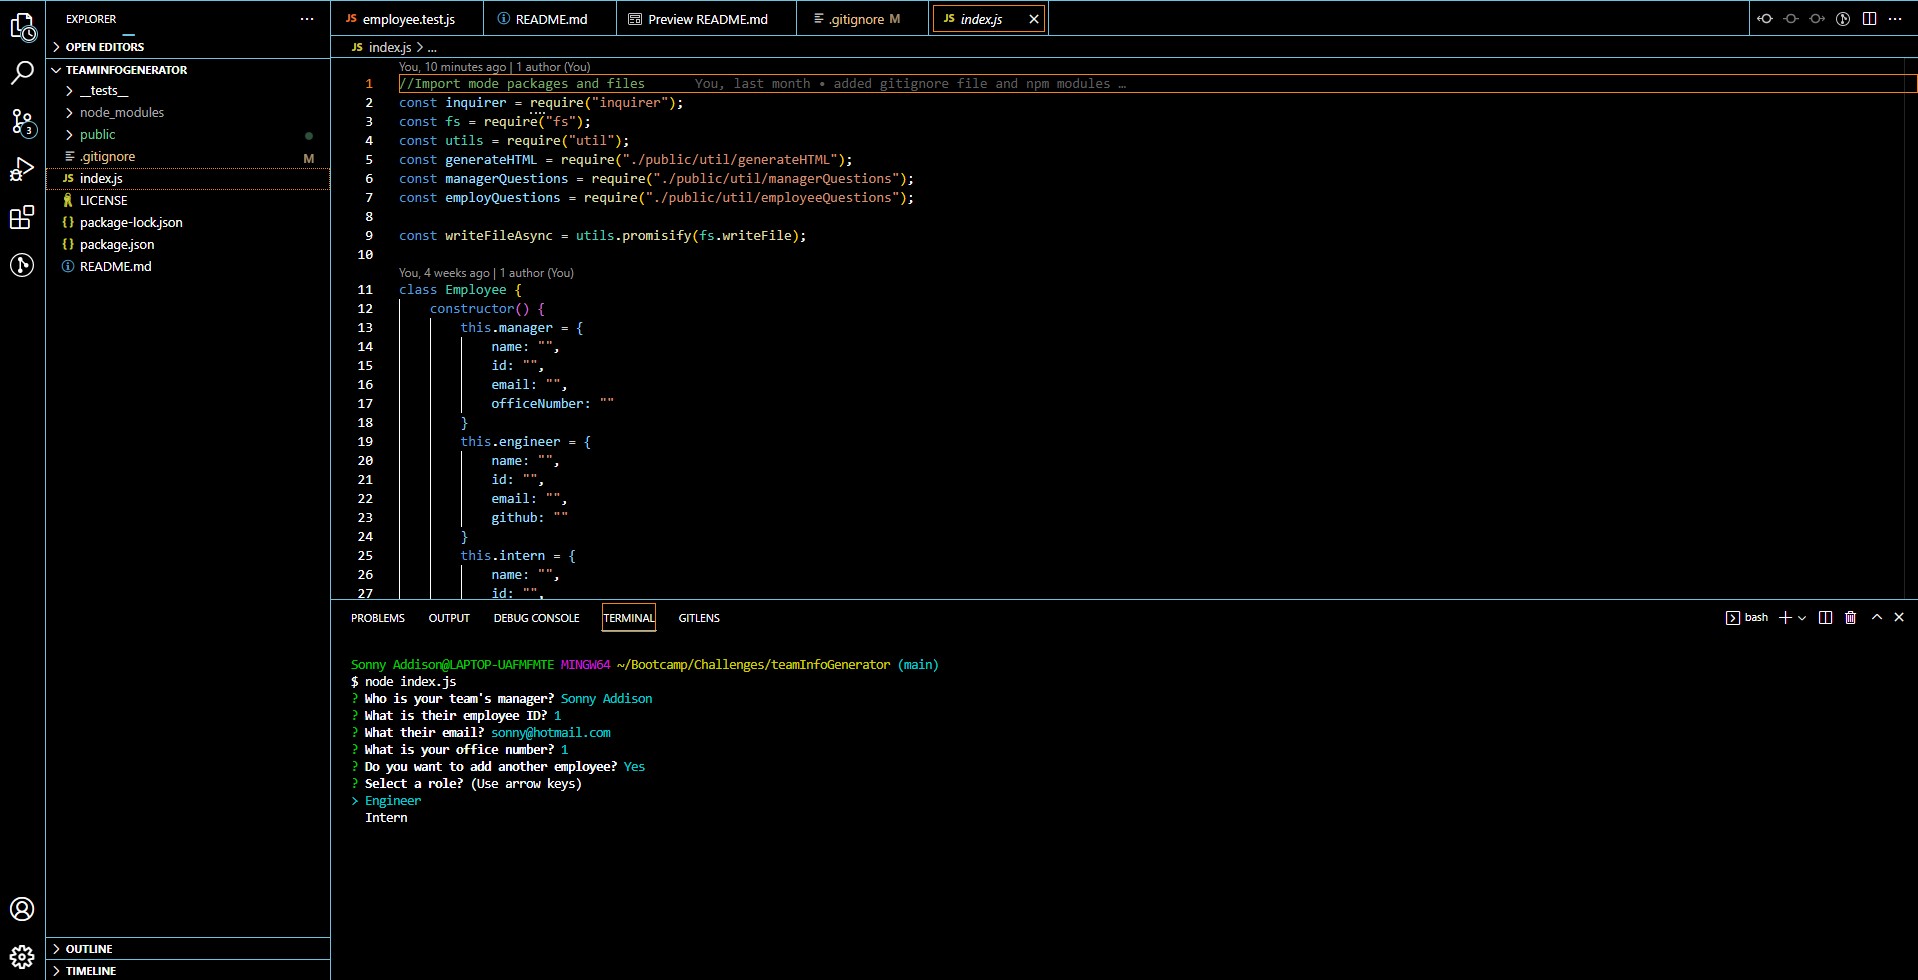 EXPLORER ···
OPEN EDITORS
TEAMINFOGENERATOR
__tests__
node_modules
public
.gitignore M
JS index.js
LICENSE
{} package-lock.json
{} package.json
README.md
OUTLINE
TIMELINE
3
JS employee.test.js
README.md
Preview README.md
.gitignore M
JS index.js
JS index.js > ...
You, 10 minutes ago | 1 author (You)
1 //Import mode packages and files You, last month • added gitignore file and npm modules …
2 const inquirer = require("inquirer");
3 const fs = require("fs");
4 const utils = require("util");
5 const generateHTML = require("./public/util/generateHTML");
6 const managerQuestions = require("./public/util/managerQuestions");
7 const employQuestions = require("./public/util/employeeQuestions");
8
9 const writeFileAsync = utils.promisify(fs.writeFile);
10
You, 4 weeks ago | 1 author (You)
11 class Employee {
12 constructor() {
13 this.manager = {
14 name: "",
15 id: "",
16 email: "",
17 officeNumber: ""
18 }
19 this.engineer = {
20 name: "",
21 id: "",
22 email: "",
23 github: ""
24 }
25 this.intern = {
26 name: "",
27 id: "",
PROBLEMS OUTPUT DEBUG CONSOLE TERMINAL GITLENS
bash
Sonny Addison@LAPTOP-UAFMFMTE MINGW64 ~/Bootcamp/Challenges/teamInfoGenerator (main)
$ node index.js
? Who is your team's manager? Sonny Addison
? What is their employee ID? 1
? What their email? sonny@hotmail.com
? What is your office number? 1
? Do you want to add another employee? Yes
? Select a role? (Use arrow keys)
> Engineer
Intern